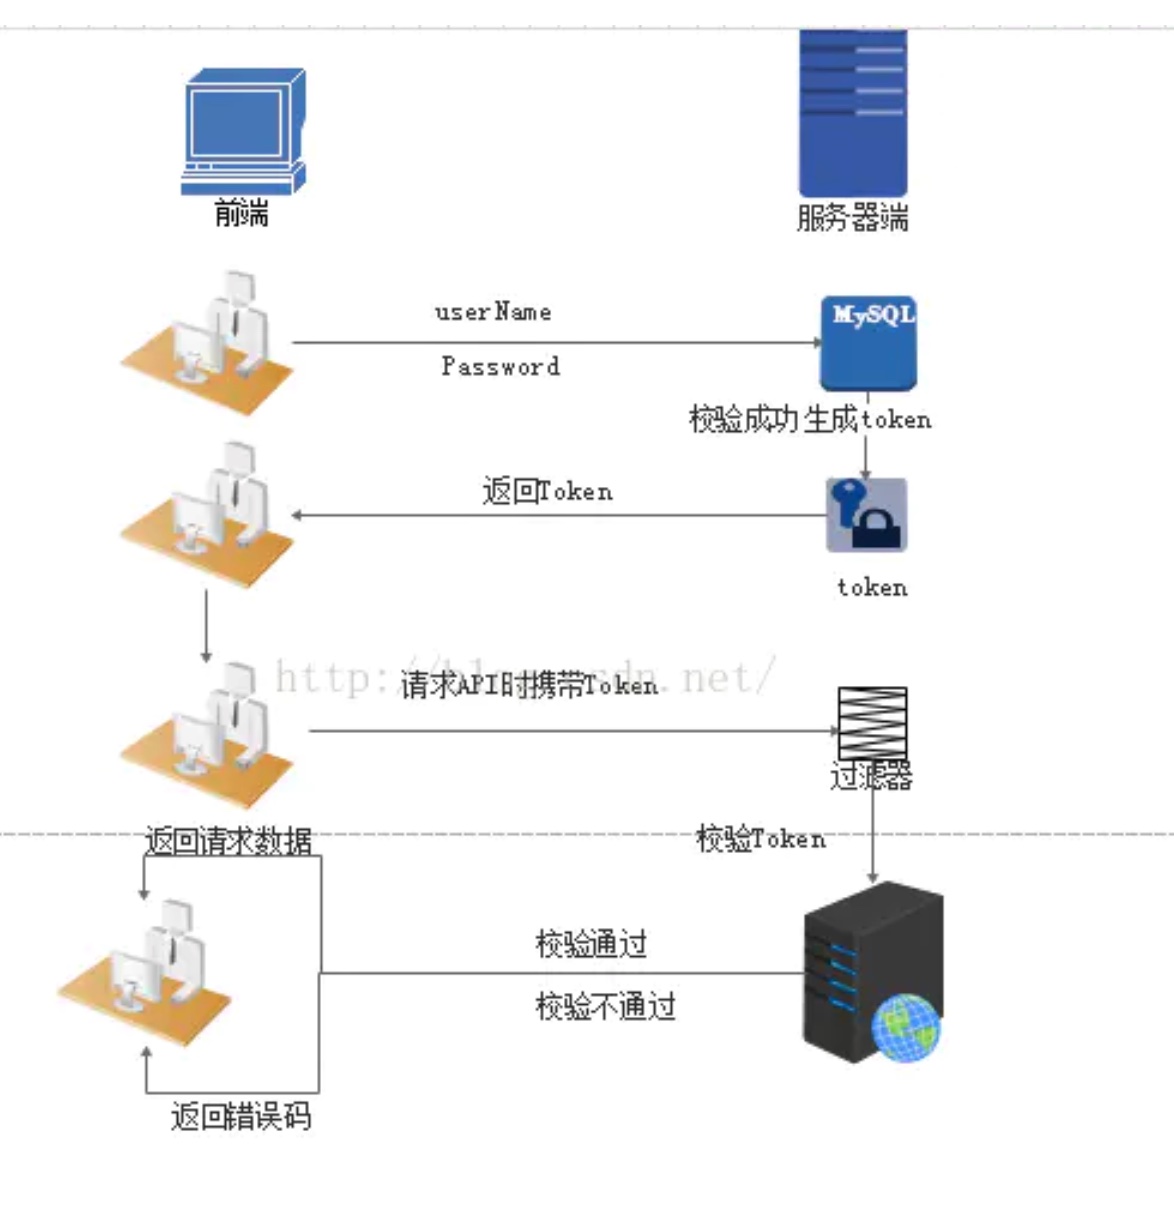 前端
服务器端
userName
MySQL
Password
校验成功生成token
返回Token
token
http://blog.csdn.net/
请求API时携带Token
过滤器
返回请求数据
校验Token
校验通过
校验不通过
返回错误码